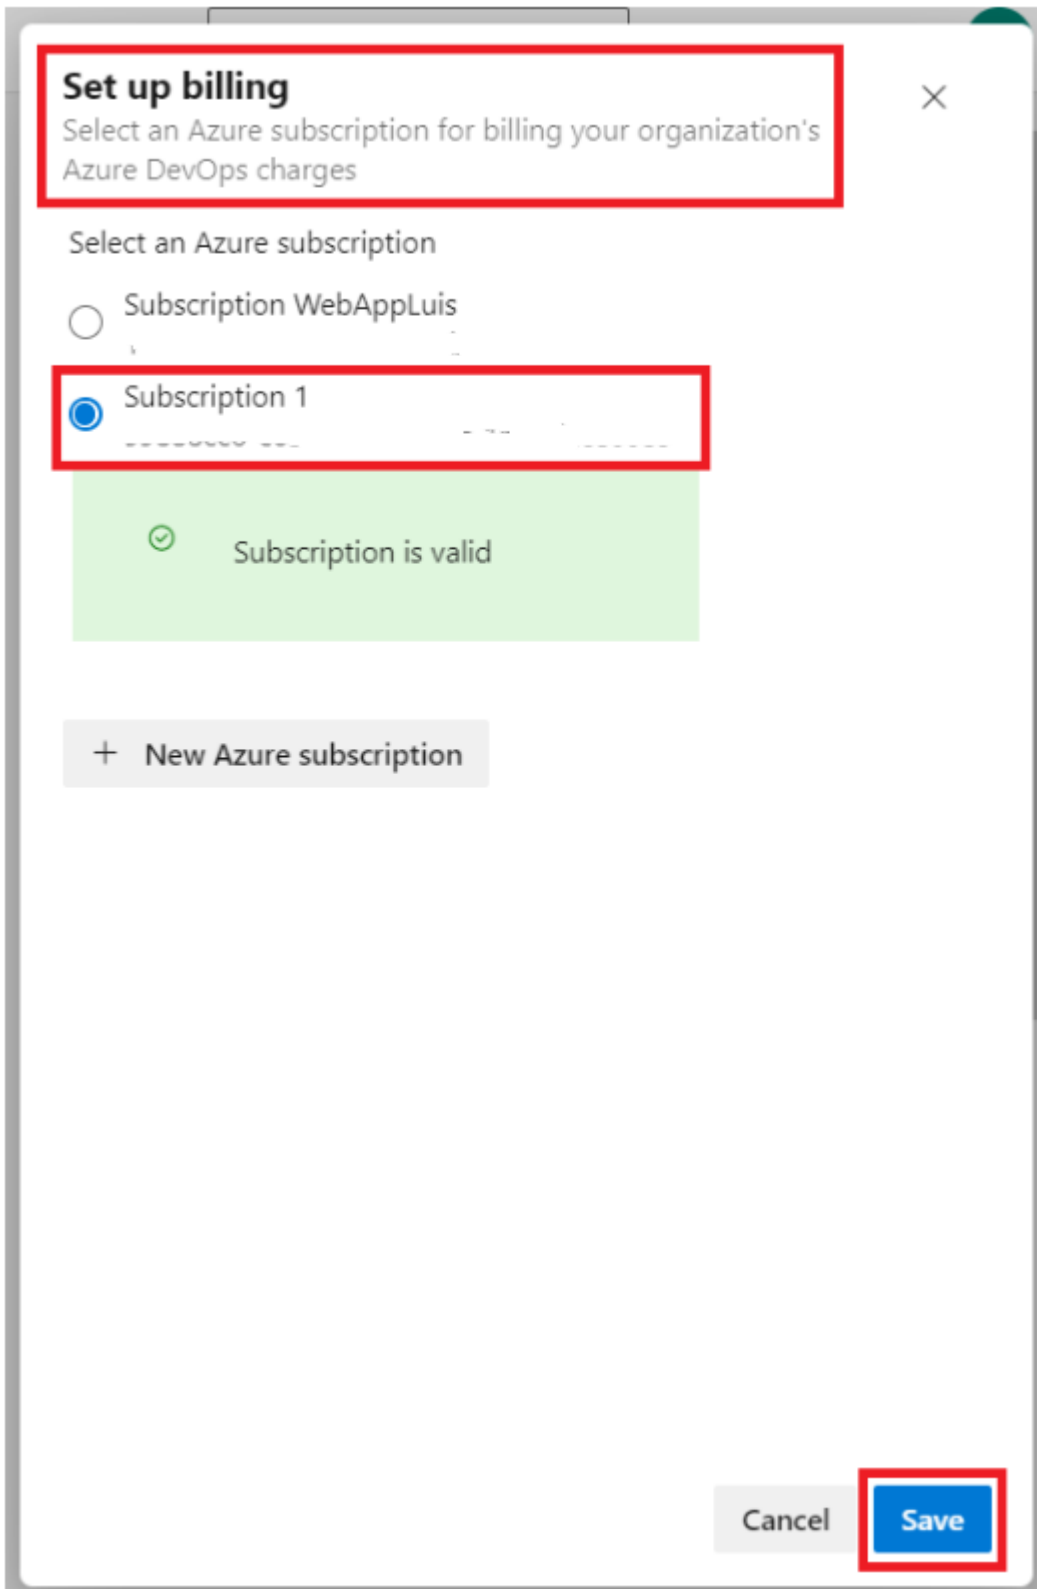 Set up billing
Select an Azure subscription for billing your organization's
Azure DevOps charges
Select an Azure subscription
Subscription WebAppLuis
Subscription 1
Subscription is valid
+ New Azure subscription
Cancel
Save